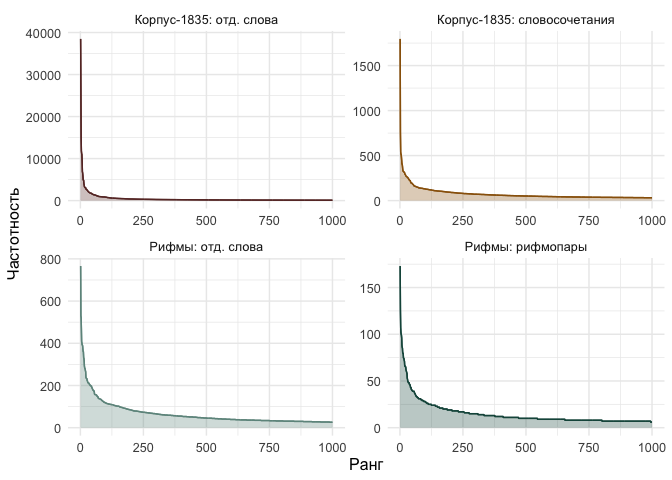 Корпус-1835: отд. слова
Корпус-1835: словосочетания
40000
30000
20000
10000
0
0 250 500 750 1000
1500
1000
500
0
0 250 500 750 1000
Частотность
Рифмы: отд. слова
Рифмы: рифмопары
800
600
400
200
0
0 250 500 750 1000
150
100
50
0
0 250 500 750 1000
Ранг